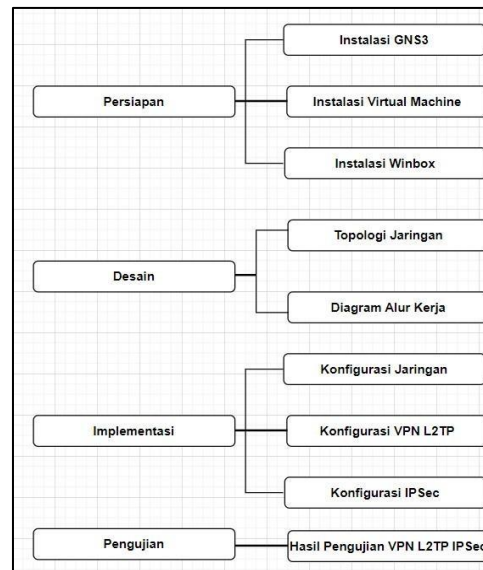 Persiapan
Instalasi GNS3
Instalasi Virtual Machine
Instalasi Winbox
Desain
Topologi Jaringan
Diagram Alur Kerja
Implementasi
Konfigurasi Jaringan
Konfigurasi VPN L2TP
Konfigurasi IPSec
Pengujian
Hasil Pengujian VPN L2TP IPSec